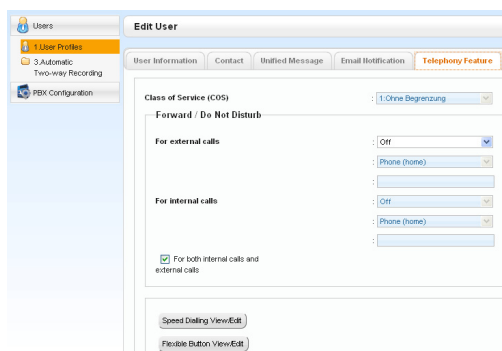 Users
1.User Profiles
3.Automatic
Two-way Recording
PBX Configuration
Edit User
User Information
Contact
Unified Message
Email Notification
Telephony Feature
Class of Service (COS)
: 1:Ohne Begrenzung
Forward / Do Not Disturb
For external calls
: Off
: Phone (home)
:
For internal calls
: Off
: Phone (home)
:
For both internal calls and
external calls
Speed Dialling View/Edit
Flexible Button View/Edit